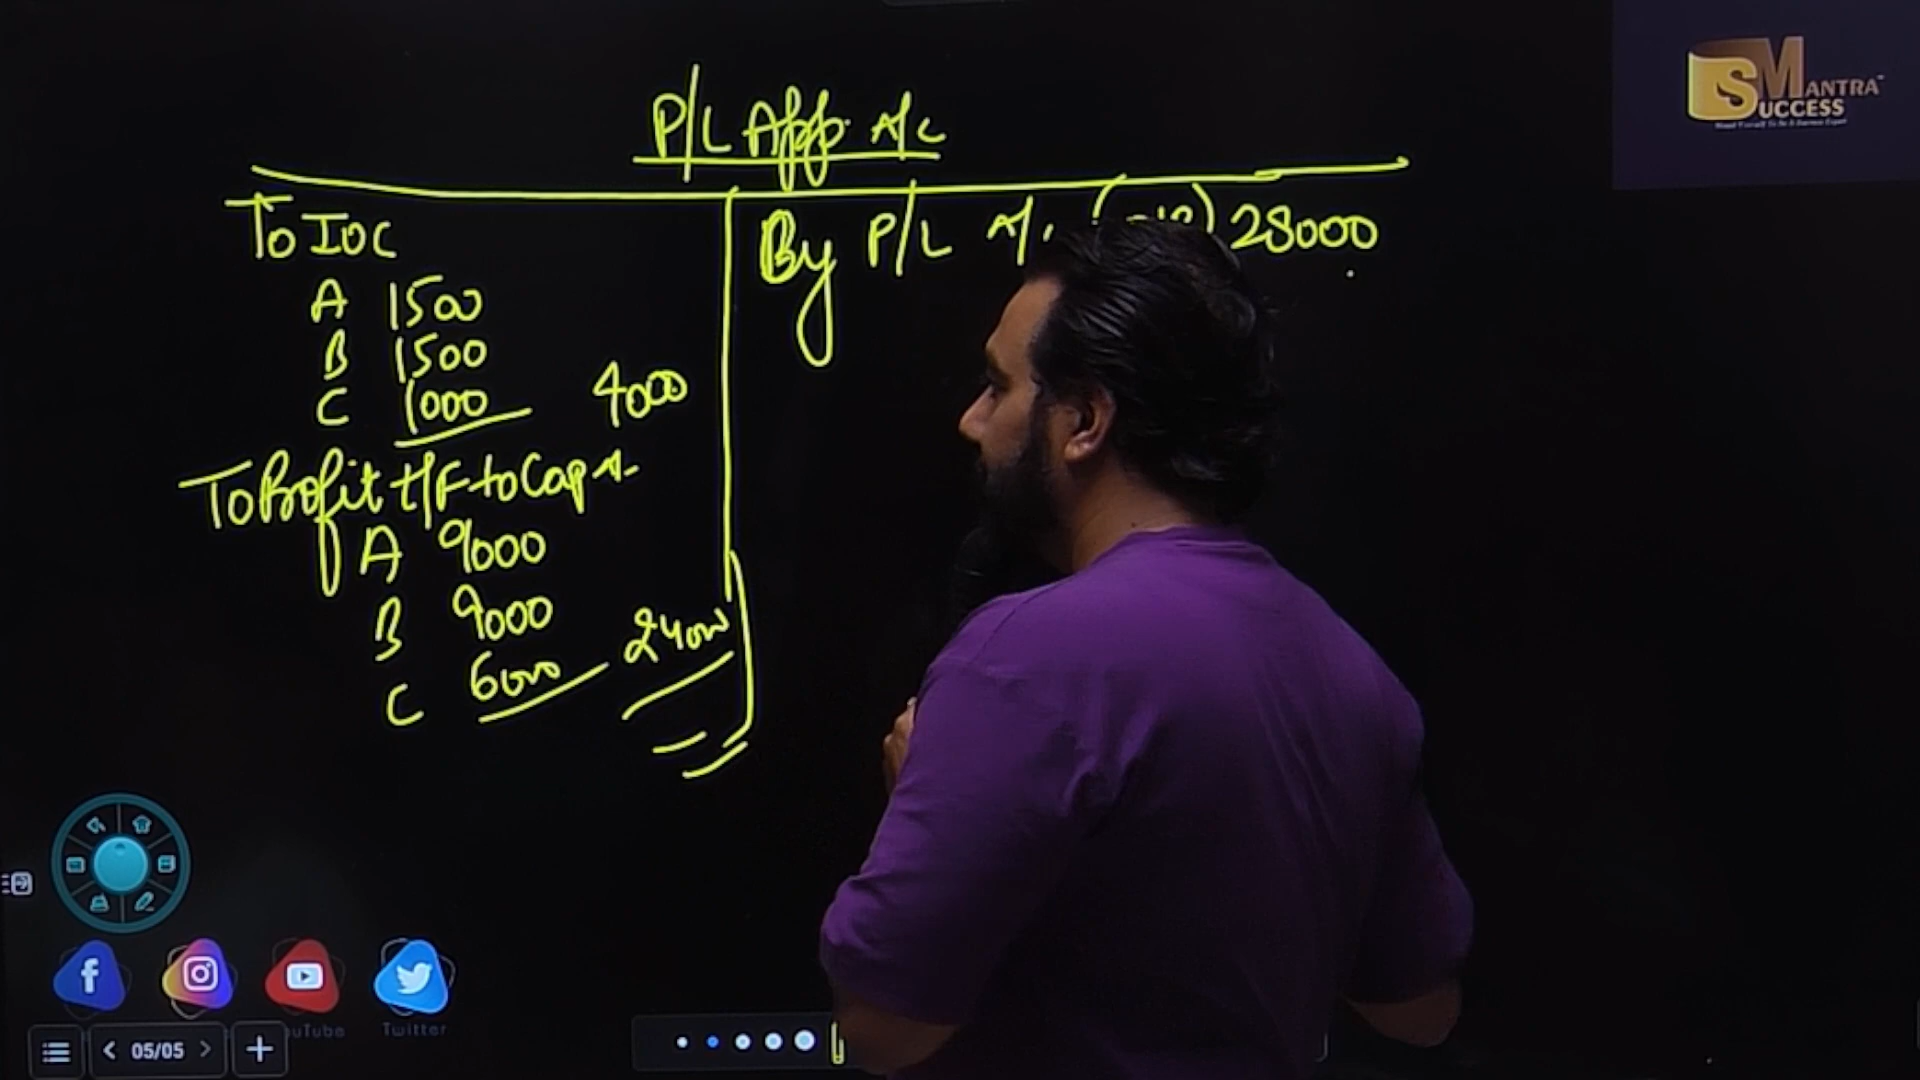 P/L App. A/c
To IOC
A 1500
B 1500
C 1000 4000
To Profit t/f to Cap A
A 9000
B 9000
C 6000 24000
By P/L A/c 28000
SUCCESS MANTRA
05/05
Twitter